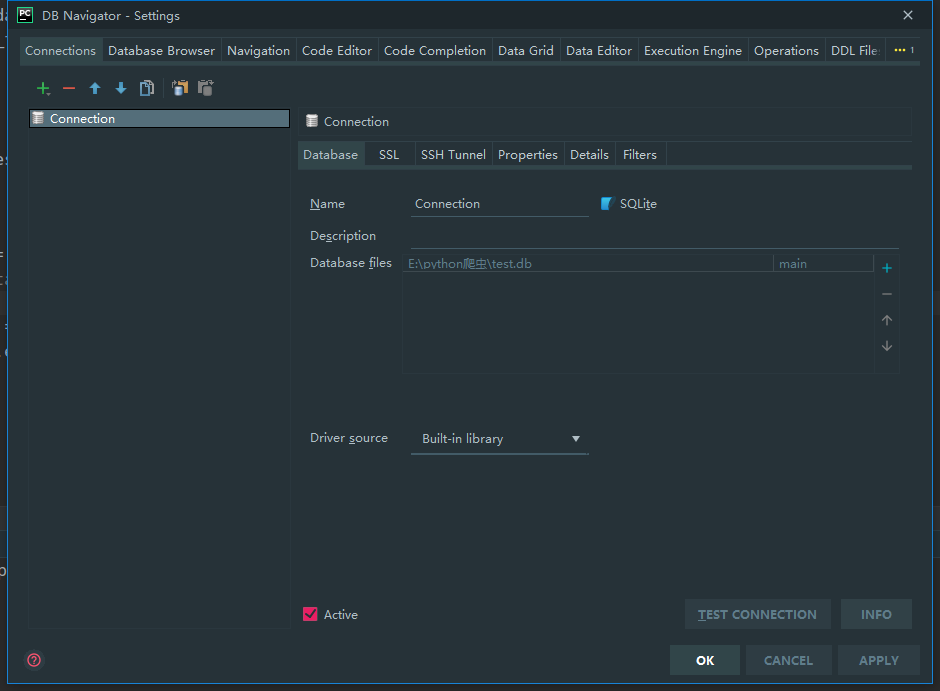 PC
DB Navigator - Settings
Connections Database Browser Navigation Code Editor Code Completion Data Grid Data Editor Execution Engine Operations DDL File 1
Connection
Connection
Database SSL SSH Tunnel Properties Details Filters
Name Connection SQLite
Description
Database files E:\python爬虫\test.db main
Driver source Built-in library
Active
TEST CONNECTION INFO
OK CANCEL APPLY